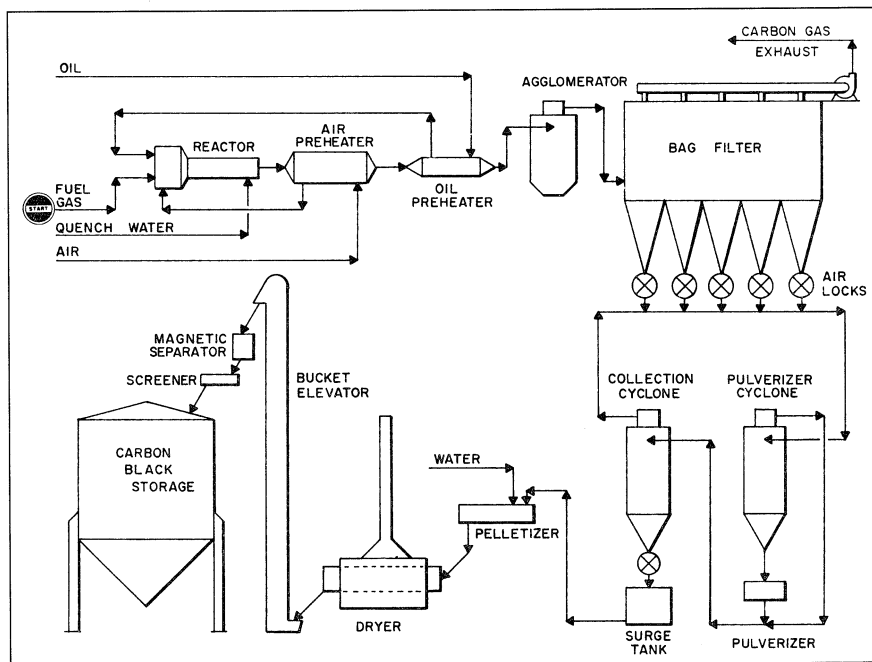 CARBON GAS
EXHAUST
OIL
AGGLOMERATOR
AIR
PREHEATER
REACTOR
BAG FILTER
OIL
PREHEATER
FUEL
GAS
START
QUENCH WATER
AIR
AIR
LOCKS
MAGNETIC
SEPARATOR
SCREENER
BUCKET
ELEVATOR
COLLECTION
CYCLONE
PULVERIZER
CYCLONE
CARBON
BLACK
STORAGE
WATER
PELLETIZER
DRYER
SURGE
TANK
PULVERIZER